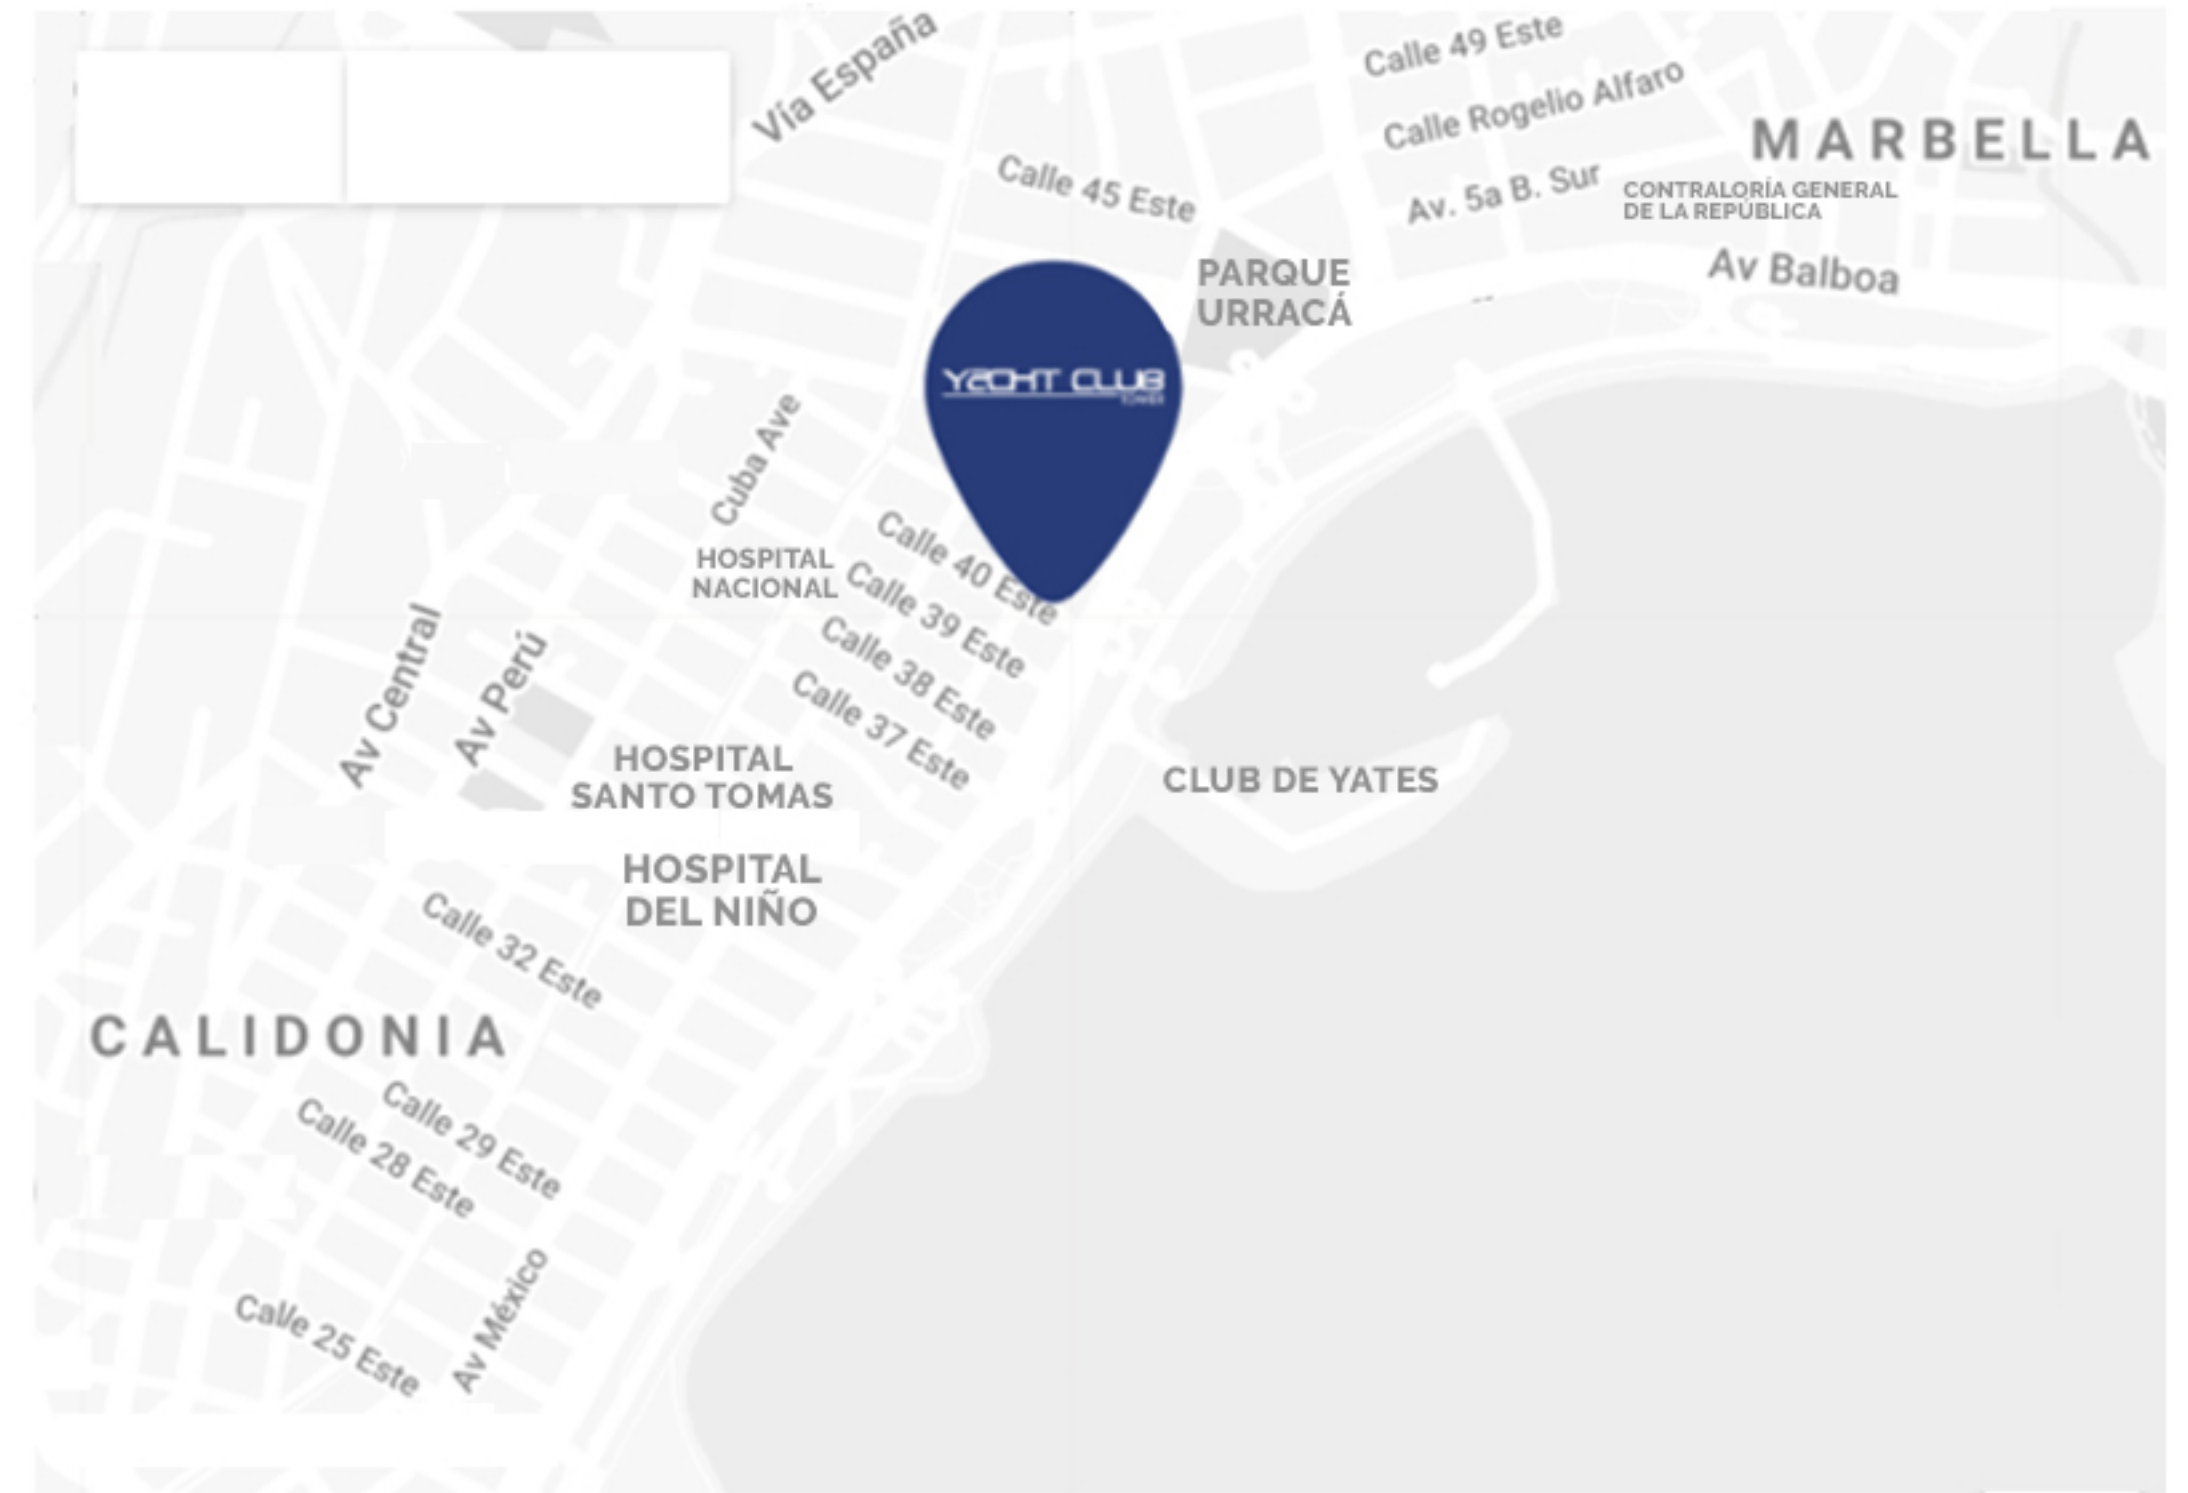 Vía España
Calle 49 Este
Calle Rogelio Alfaro
MARBELLA
Calle 45 Este
Av. 5a B. Sur
CONTRALORÍA GENERAL
DE LA REPÚBLICA
Av Balboa
PARQUE
URRACÁ
YACHT CLUB
TOWER
Cuba Ave
Calle 40 Este
HOSPITAL
NACIONAL
Calle 39 Este
Calle 38 Este
Calle 37 Este
Av Central
Av Perú
HOSPITAL
SANTO TOMAS
CLUB DE YATES
HOSPITAL
DEL NIÑO
Calle 32 Este
CALIDONIA
Calle 29 Este
Calle 28 Este
Av México
Calle 25 Este